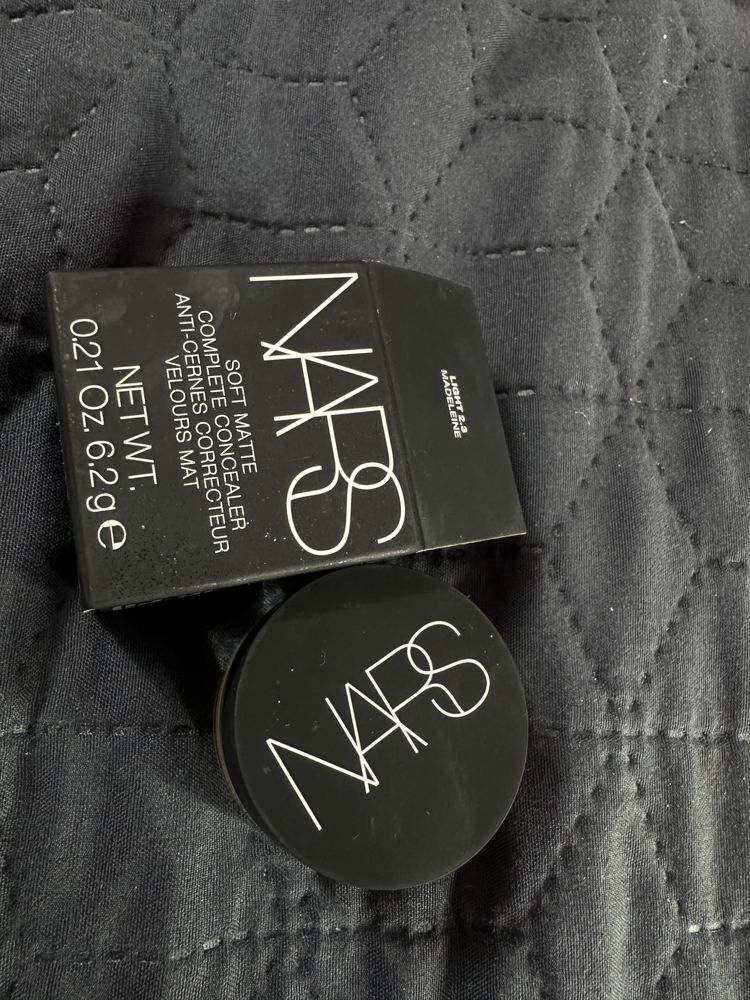 NARS
SOFT MATTE
COMPLETE CONCEALER
ANTI-CERNES CORRECTEUR
VELOURS MAT
NET WT.
0.21 Oz. 6.2 g e
LIGHT 2.3
MADELEINE
NARS